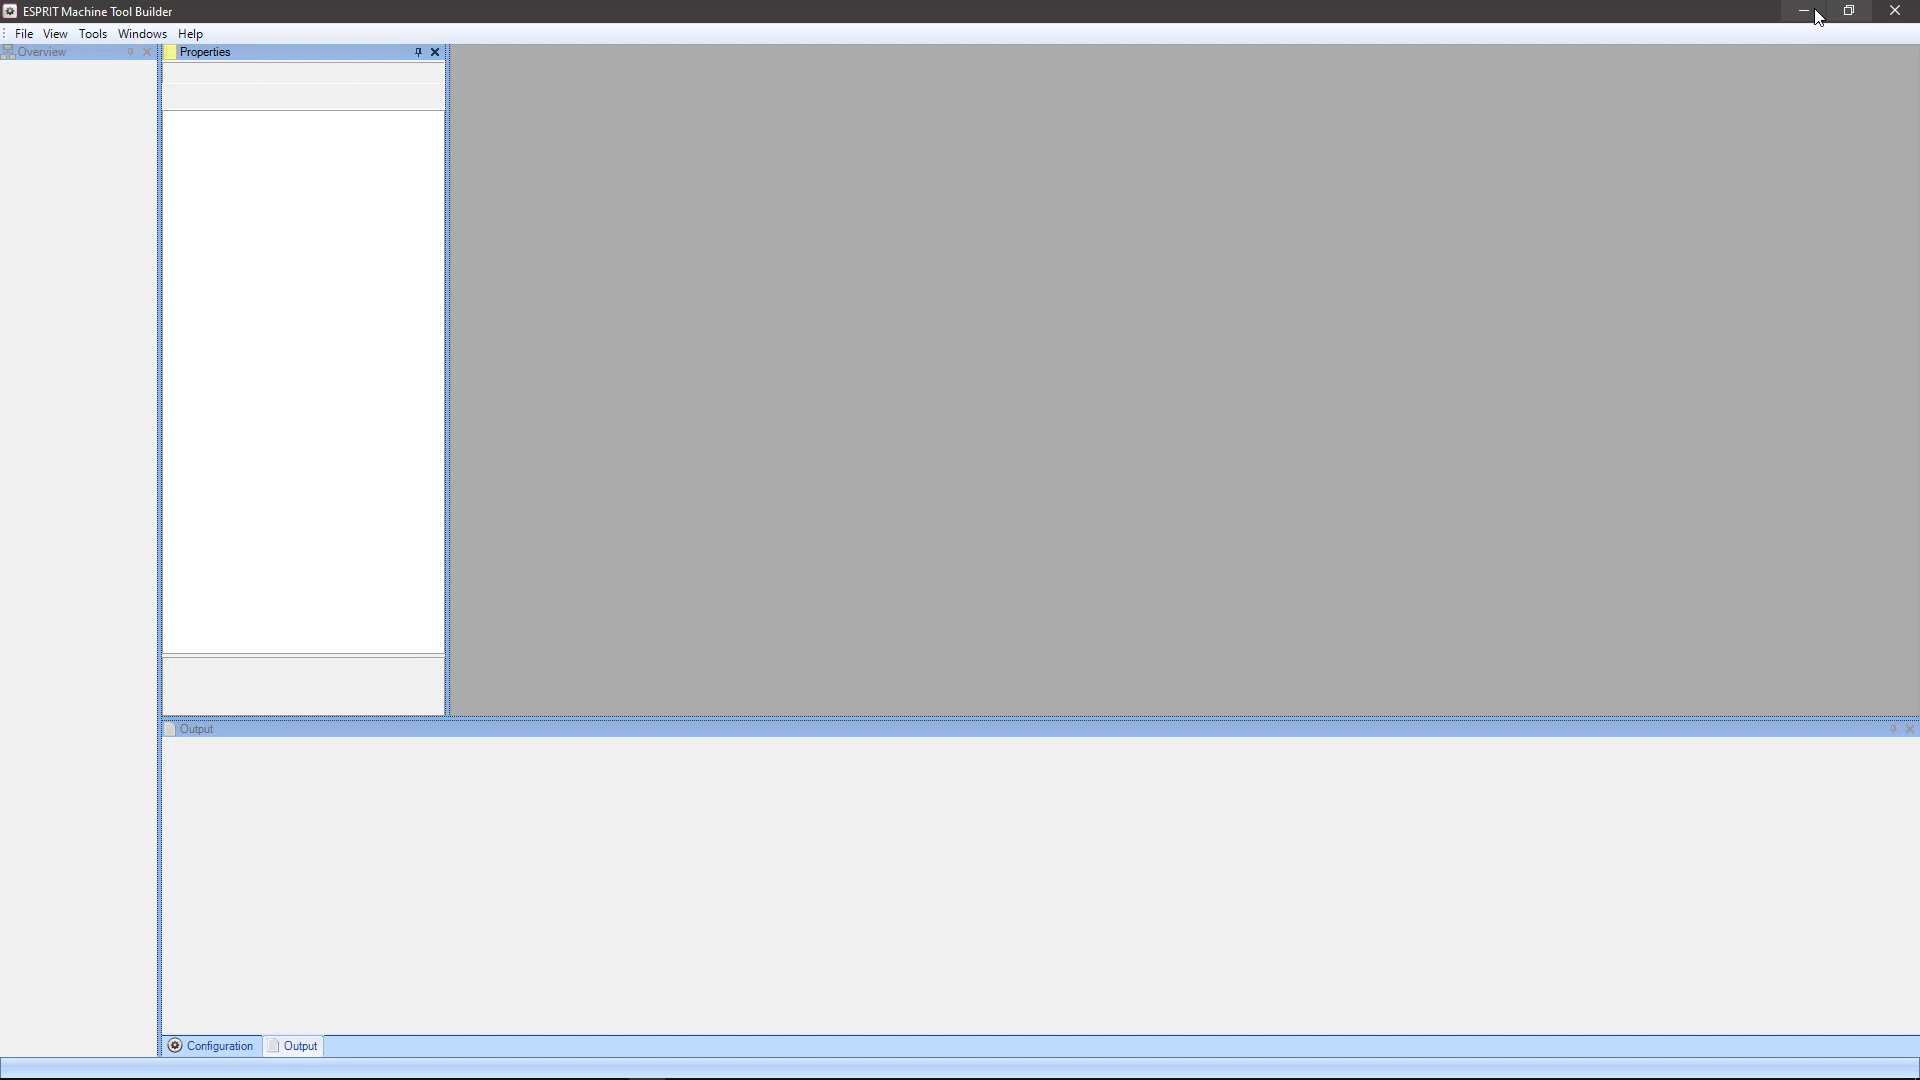 ESPRIT Machine Tool Builder
File View Tools Windows Help
Overview
Properties
Output
Configuration Output